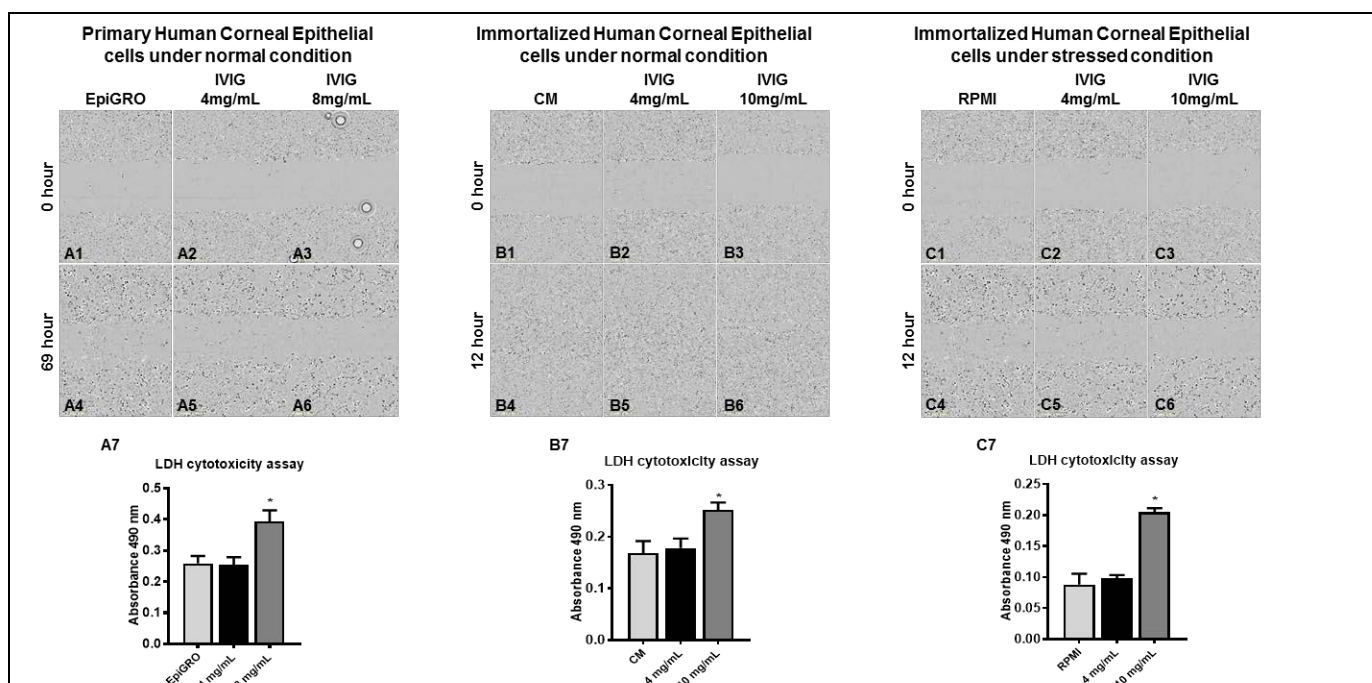 Primary Human Corneal Epithelial
cells under normal condition
Immortalized Human Corneal Epithelial
cells under normal condition
Immortalized Human Corneal Epithelial
cells under stressed condition
EpiGRO
IVIG
4mg/mL
IVIG
8mg/mL
CM
IVIG
4mg/mL
IVIG
10mg/mL
RPMI
IVIG
4mg/mL
IVIG
10mg/mL
0 hour
A1
A2
A3
0 hour
B1
B2
B3
0 hour
C1
C2
C3
69 hour
A4
A5
A6
12 hour
B4
B5
B6
12 hour
C4
C5
C6
A7
LDH cytotoxicity assay
Absorbance 490 nm
0.5
0.4
0.3
0.2
0.1
0.0
*
EpiGRO
mg/mL
mg/mL
B7
LDH cytotoxicity assay
Absorbance 490 nm
0.3
0.2
0.1
0.0
*
CM
4 mg/mL
10 mg/mL
C7
LDH cytotoxicity assay
Absorbance 490 nm
0.25
0.20
0.15
0.10
0.05
0.00
*
RPMI
4 mg/mL
10 mg/mL